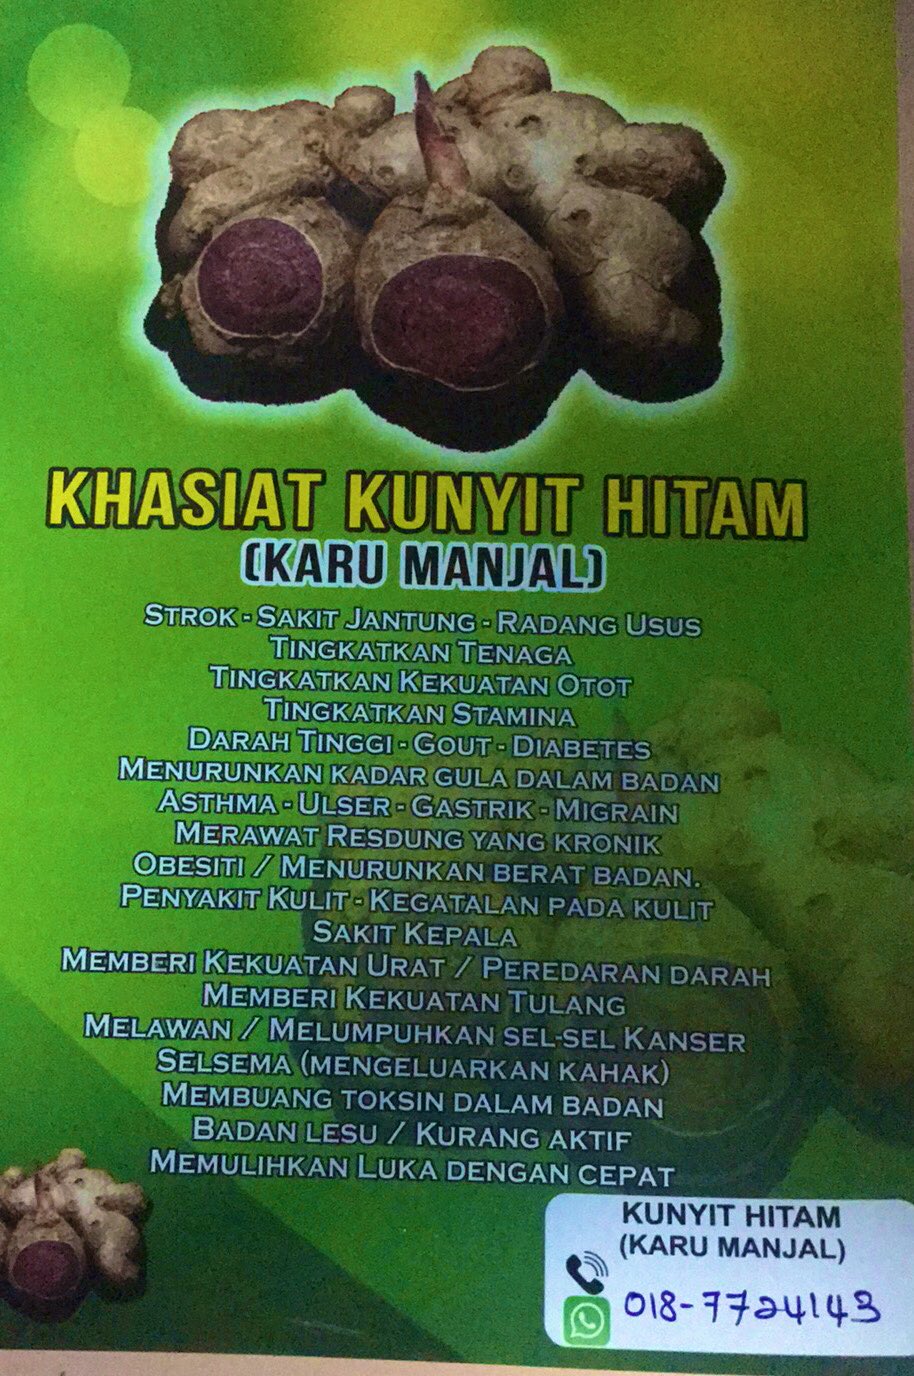 KHASIAT KUNYIT HITAM
(KARU MANJAL)
STROK - SAKIT JANTUNG - RADANG USUS
TINGKATKAN TENAGA
TINGKATKAN KEKUATAN OTOT
TINGKATKAN STAMINA
DARAH TINGGI - GOUT - DIABETES
MENURUNKAN KADAR GULA DALAM BADAN
ASTHMA - ULSER - GASTRIK - MIGRAIN
MERAWAT RESDUNG YANG KRONIK
OBESITI / MENURUNKAN BERAT BADAN.
PENYAKIT KULIT - KEGATALAN PADA KULIT
SAKIT KEPALA
MEMBERI KEKUATAN URAT / PEREDARAN DARAH
MEMBERI KEKUATAN TULANG
MELAWAN / MELUMPUHKAN SEL-SEL KANSER
SELSEMA (MENGELUARKAN KAHAK)
MEMBUANG TOKSIN DALAM BADAN
BADAN LESU / KURANG AKTIF
MEMULIHKAN LUKA DENGAN CEPAT
KUNYIT HITAM
(KARU MANJAL)
018-7724143